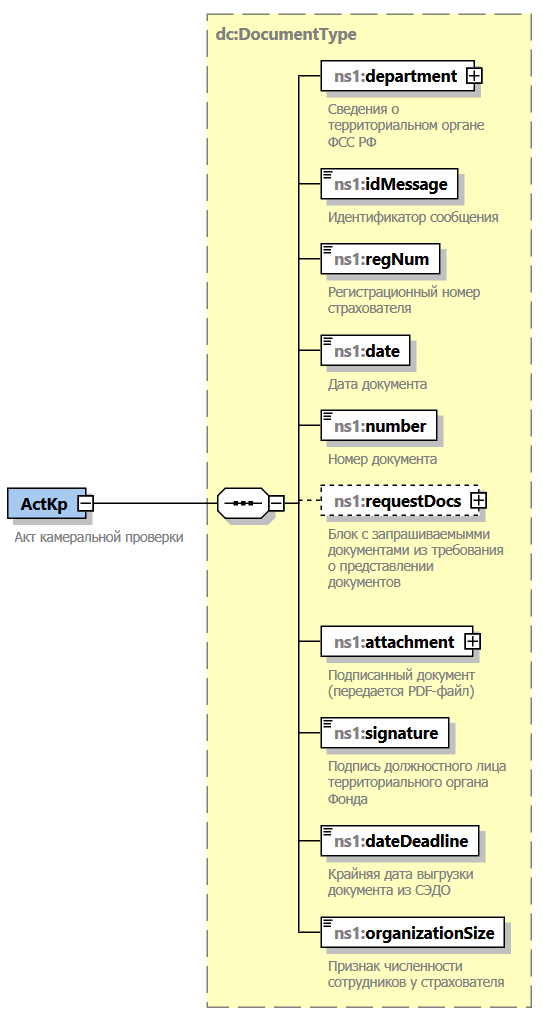 dc:DocumentType
ns1:department
Сведения о
территориальном органе
ФСС РФ
ns1:idMessage
Идентификатор сообщения
ns1:regNum
Регистрационный номер
страхователя
ns1:date
Дата документа
ns1:number
Номер документа
ActKp
Акт камеральной проверки
ns1:requestDocs
Блок с запрашиваемымми
документами из требования
о представлении
документов
ns1:attachment
Подписанный документ
(передается PDF-файл)
ns1:signature
Подпись должностного лица
территориального органа
Фонда
ns1:dateDeadline
Крайняя дата выгрузки
документа из СЭДО
ns1:organizationSize
Признак численности
сотрудников у страхователя